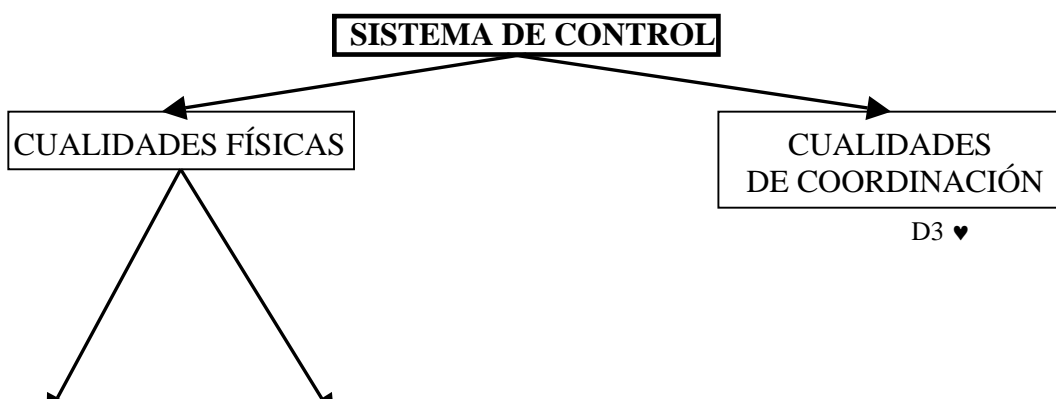 SISTEMA DE CONTROL
CUALIDADES FÍSICAS
CUALIDADES
DE COORDINACIÓN
D3 ♥